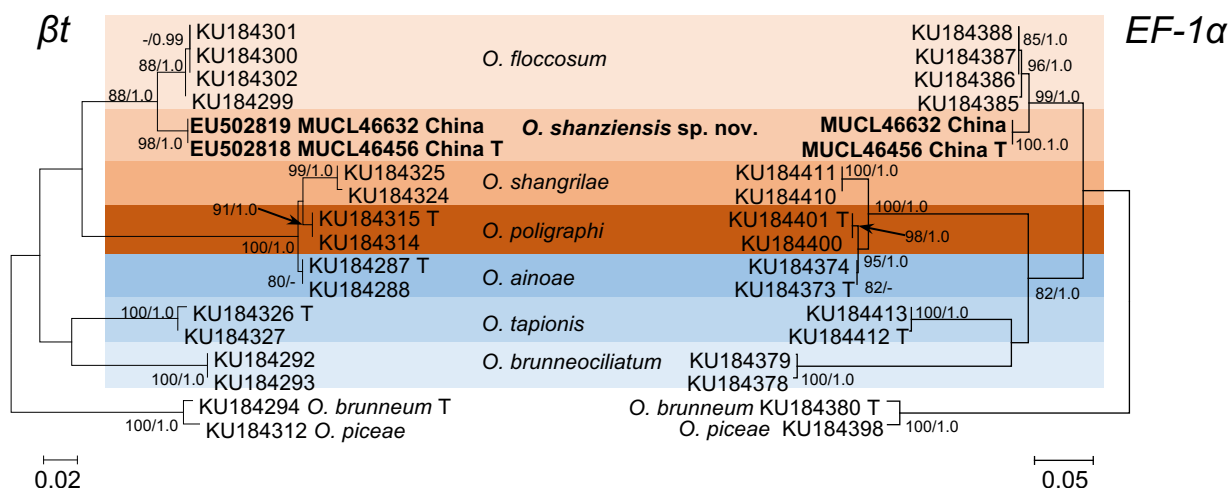 βt
EF-1α
KU184301
-/0.99
KU184300
88/1.0
KU184302
KU184299
88/1.0
O. floccosum
KU184388
85/1.0
KU184387
96/1.0
KU184386
99/1.0
KU184385
EU502819 MUCL46632 China
98/1.0
EU502818 MUCL46456 China T
O. shanziensis sp. nov.
MUCL46632 China
100.1.0
MUCL46456 China T
99/1.0
KU184325
KU184324
O. shangrilae
KU184411
100/1.0
KU184410
100/1.0
91/1.0
KU184315 T
KU184314
100/1.0
O. poligraphi
KU184401 T
KU184400
98/1.0
KU184287 T
80/-
KU184288
O. ainoae
KU184374
95/1.0
KU184373 T
82/-
82/1.0
100/1.0
KU184326 T
KU184327
O. tapionis
KU184413
100/1.0
KU184412 T
KU184292
100/1.0
KU184293
O. brunneociliatum
KU184379
KU184378
100/1.0
KU184294 O. brunneum T
100/1.0
KU184312 O. piceae
O. brunneum KU184380 T
O. piceae KU184398
100/1.0
0.02
0.05